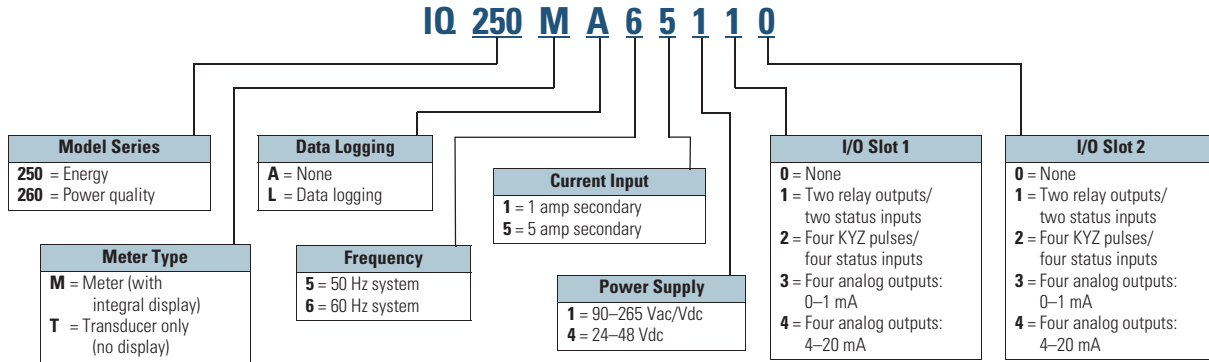 IQ 250 M A 6 5 1 1 0
Model Series
250 = Energy
260 = Power quality
Meter Type
M = Meter (with
integral display)
T = Transducer only
(no display)
Data Logging
A = None
L = Data logging
Frequency
5 = 50 Hz system
6 = 60 Hz system
Current Input
1 = 1 amp secondary
5 = 5 amp secondary
Power Supply
1 = 90–265 Vac/Vdc
4 = 24–48 Vdc
I/O Slot 1
0 = None
1 = Two relay outputs/
two status inputs
2 = Four KYZ pulses/
four status inputs
3 = Four analog outputs:
0–1 mA
4 = Four analog outputs:
4–20 mA
I/O Slot 2
0 = None
1 = Two relay outputs/
two status inputs
2 = Four KYZ pulses/
four status inputs
3 = Four analog outputs:
0–1 mA
4 = Four analog outputs:
4–20 mA